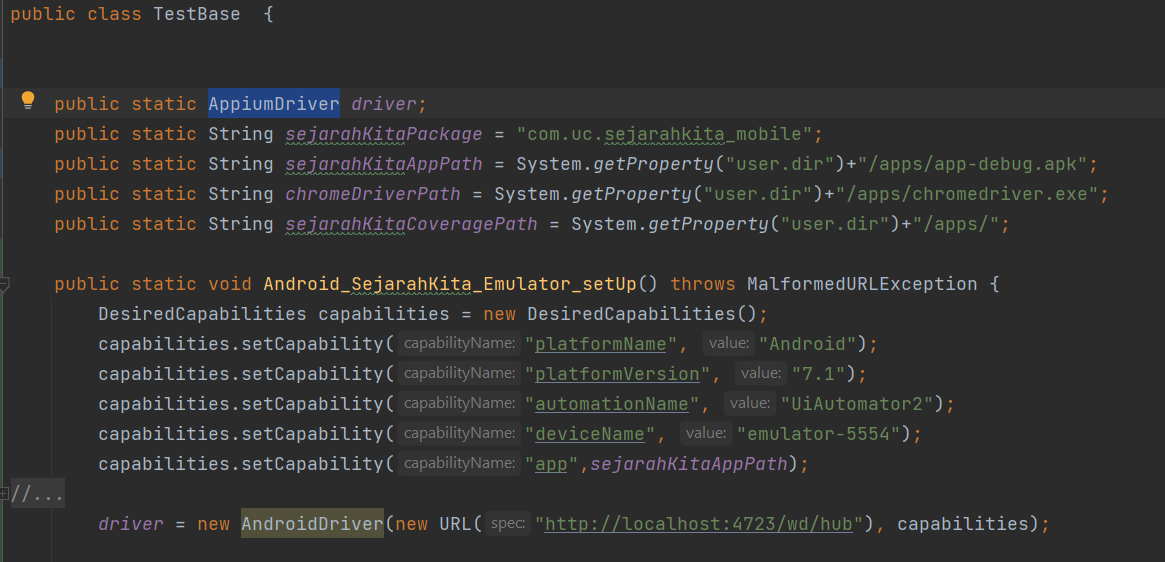 public class TestBase {
public static AppiumDriver driver;
public static String sejarahKitaPackage = "com.uc.sejarahkita_mobile";
public static String sejarahKitaAppPath = System.getProperty("user.dir")+"/apps/app-debug.apk";
public static String chromeDriverPath = System.getProperty("user.dir")+"/apps/chromedriver.exe";
public static String sejarahKitaCoveragePath = System.getProperty("user.dir")+"/apps/";
public static void Android_SejarahKita_Emulator_setUp() throws MalformedURLException {
DesiredCapabilities capabilities = new DesiredCapabilities();
capabilities.setCapability( capabilityName: "platformName", value: "Android");
capabilities.setCapability( capabilityName: "platformVersion", value: "7.1");
capabilities.setCapability( capabilityName: "automationName", value: "UiAutomator2");
capabilities.setCapability( capabilityName: "deviceName", value: "emulator-5554");
capabilities.setCapability( capabilityName: "app",sejarahKitaAppPath);
//...
driver = new AndroidDriver(new URL( spec: "http://localhost:4723/wd/hub"), capabilities);